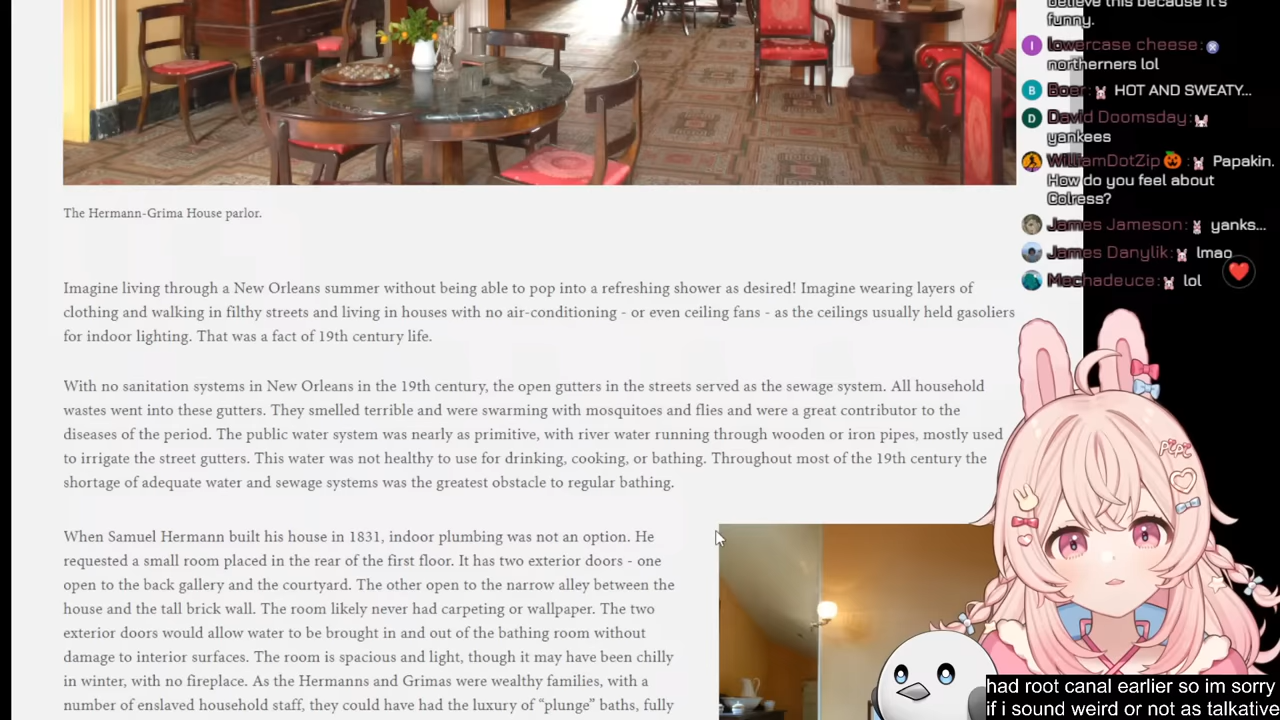 The Hermann-Grima House parlor.
Imagine living through a New Orleans summer without being able to pop into a refreshing shower as desired! Imagine wearing layers of
clothing and walking in filthy streets and living in houses with no air-conditioning - or even ceiling fans - as the ceilings usually held gasoliers
for indoor lighting. That was a fact of 19th century life.
With no sanitation systems in New Orleans in the 19th century, the open gutters in the streets served as the sewage system. All household
wastes went into these gutters. They smelled terrible and were swarming with mosquitoes and flies and were a great contributor to the
diseases of the period. The public water system was nearly as primitive, with river water running through wooden or iron pipes, mostly used
to irrigate the street gutters. This water was not healthy to use for drinking, cooking, or bathing. Throughout most of the 19th century the
shortage of adequate water and sewage systems was the greatest obstacle to regular bathing.
When Samuel Hermann built his house in 1831, indoor plumbing was not an option. He
requested a small room placed in the rear of the first floor. It has two exterior doors - one
open to the back gallery and the courtyard. The other open to the narrow alley between the
house and the tall brick wall. The room likely never had carpeting or wallpaper. The two
exterior doors would allow water to be brought in and out of the bathing room without
damage to interior surfaces. The room is spacious and light, though it may have been chilly
in winter, with no fireplace. As the Hermanns and Grimas were wealthy families, with a
number of enslaved household staff, they could have had the luxury of “plunge” baths, fully
believe this because it's
funny.
I lowercase cheese:
northerners lol
B Boer: HOT AND SWEATY...
D David Doomsday:
yankees
WilliamDotZip : Papakin.
How do you feel about
Colress?
James Jameson: yanks...
James Danylik: lmao
Mechadeuce: lol
PiPi
had root canal earlier so im sorry
if i sound weird or not as talkative